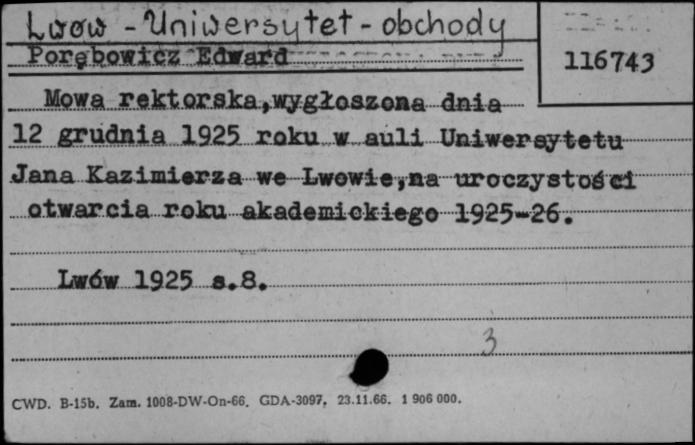 Lwow - Uniwersytet - obchody
Porębowicz Edward
116743
Mowa rektorska,wygłoszona dnia
12 grudnia 1925 roku w auli Uniwersytetu
Jana Kazimierza we Lwowie,na uroczystości
otwarcia roku akademickiego 1925-26.
Lwów 1925 s.8.
3
CWD. B-15b. Zam. 1008-DW-On-66. GDA-3097. 23.11.66. 1 906 000.